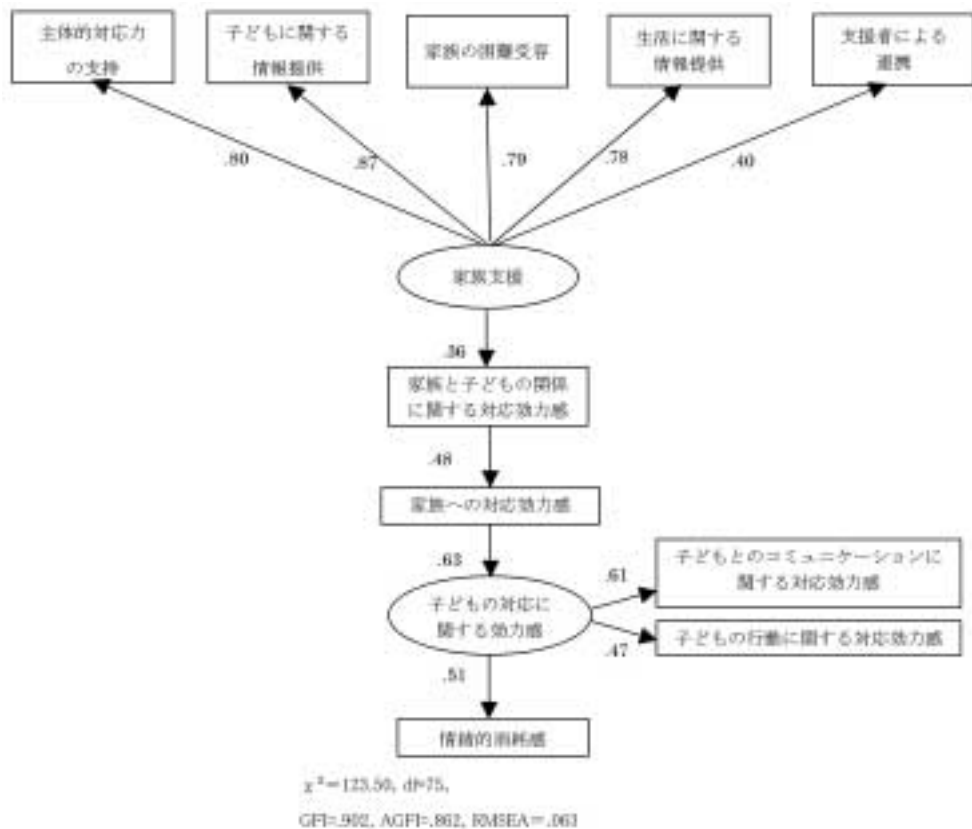 主体的対応力
の支持
子どもに関する
情報提供
家族の困難受容
生活に関する
情報提供
支援者による
連携
.80
.87
.79
.78
.40
家族支援
.36
家族と子どもの関係
に関する対応効力感
.48
家族への対応効力感
.63
子どもの対応に
関する効力感
.61
子どもとのコミュニケーションに
関する対応効力感
.47
子どもの行動に関する対応効力感
.51
情緒的消耗感
χ²=123.50, df=75,
GFI=.902, AGFI=.862, RMSEA=.063